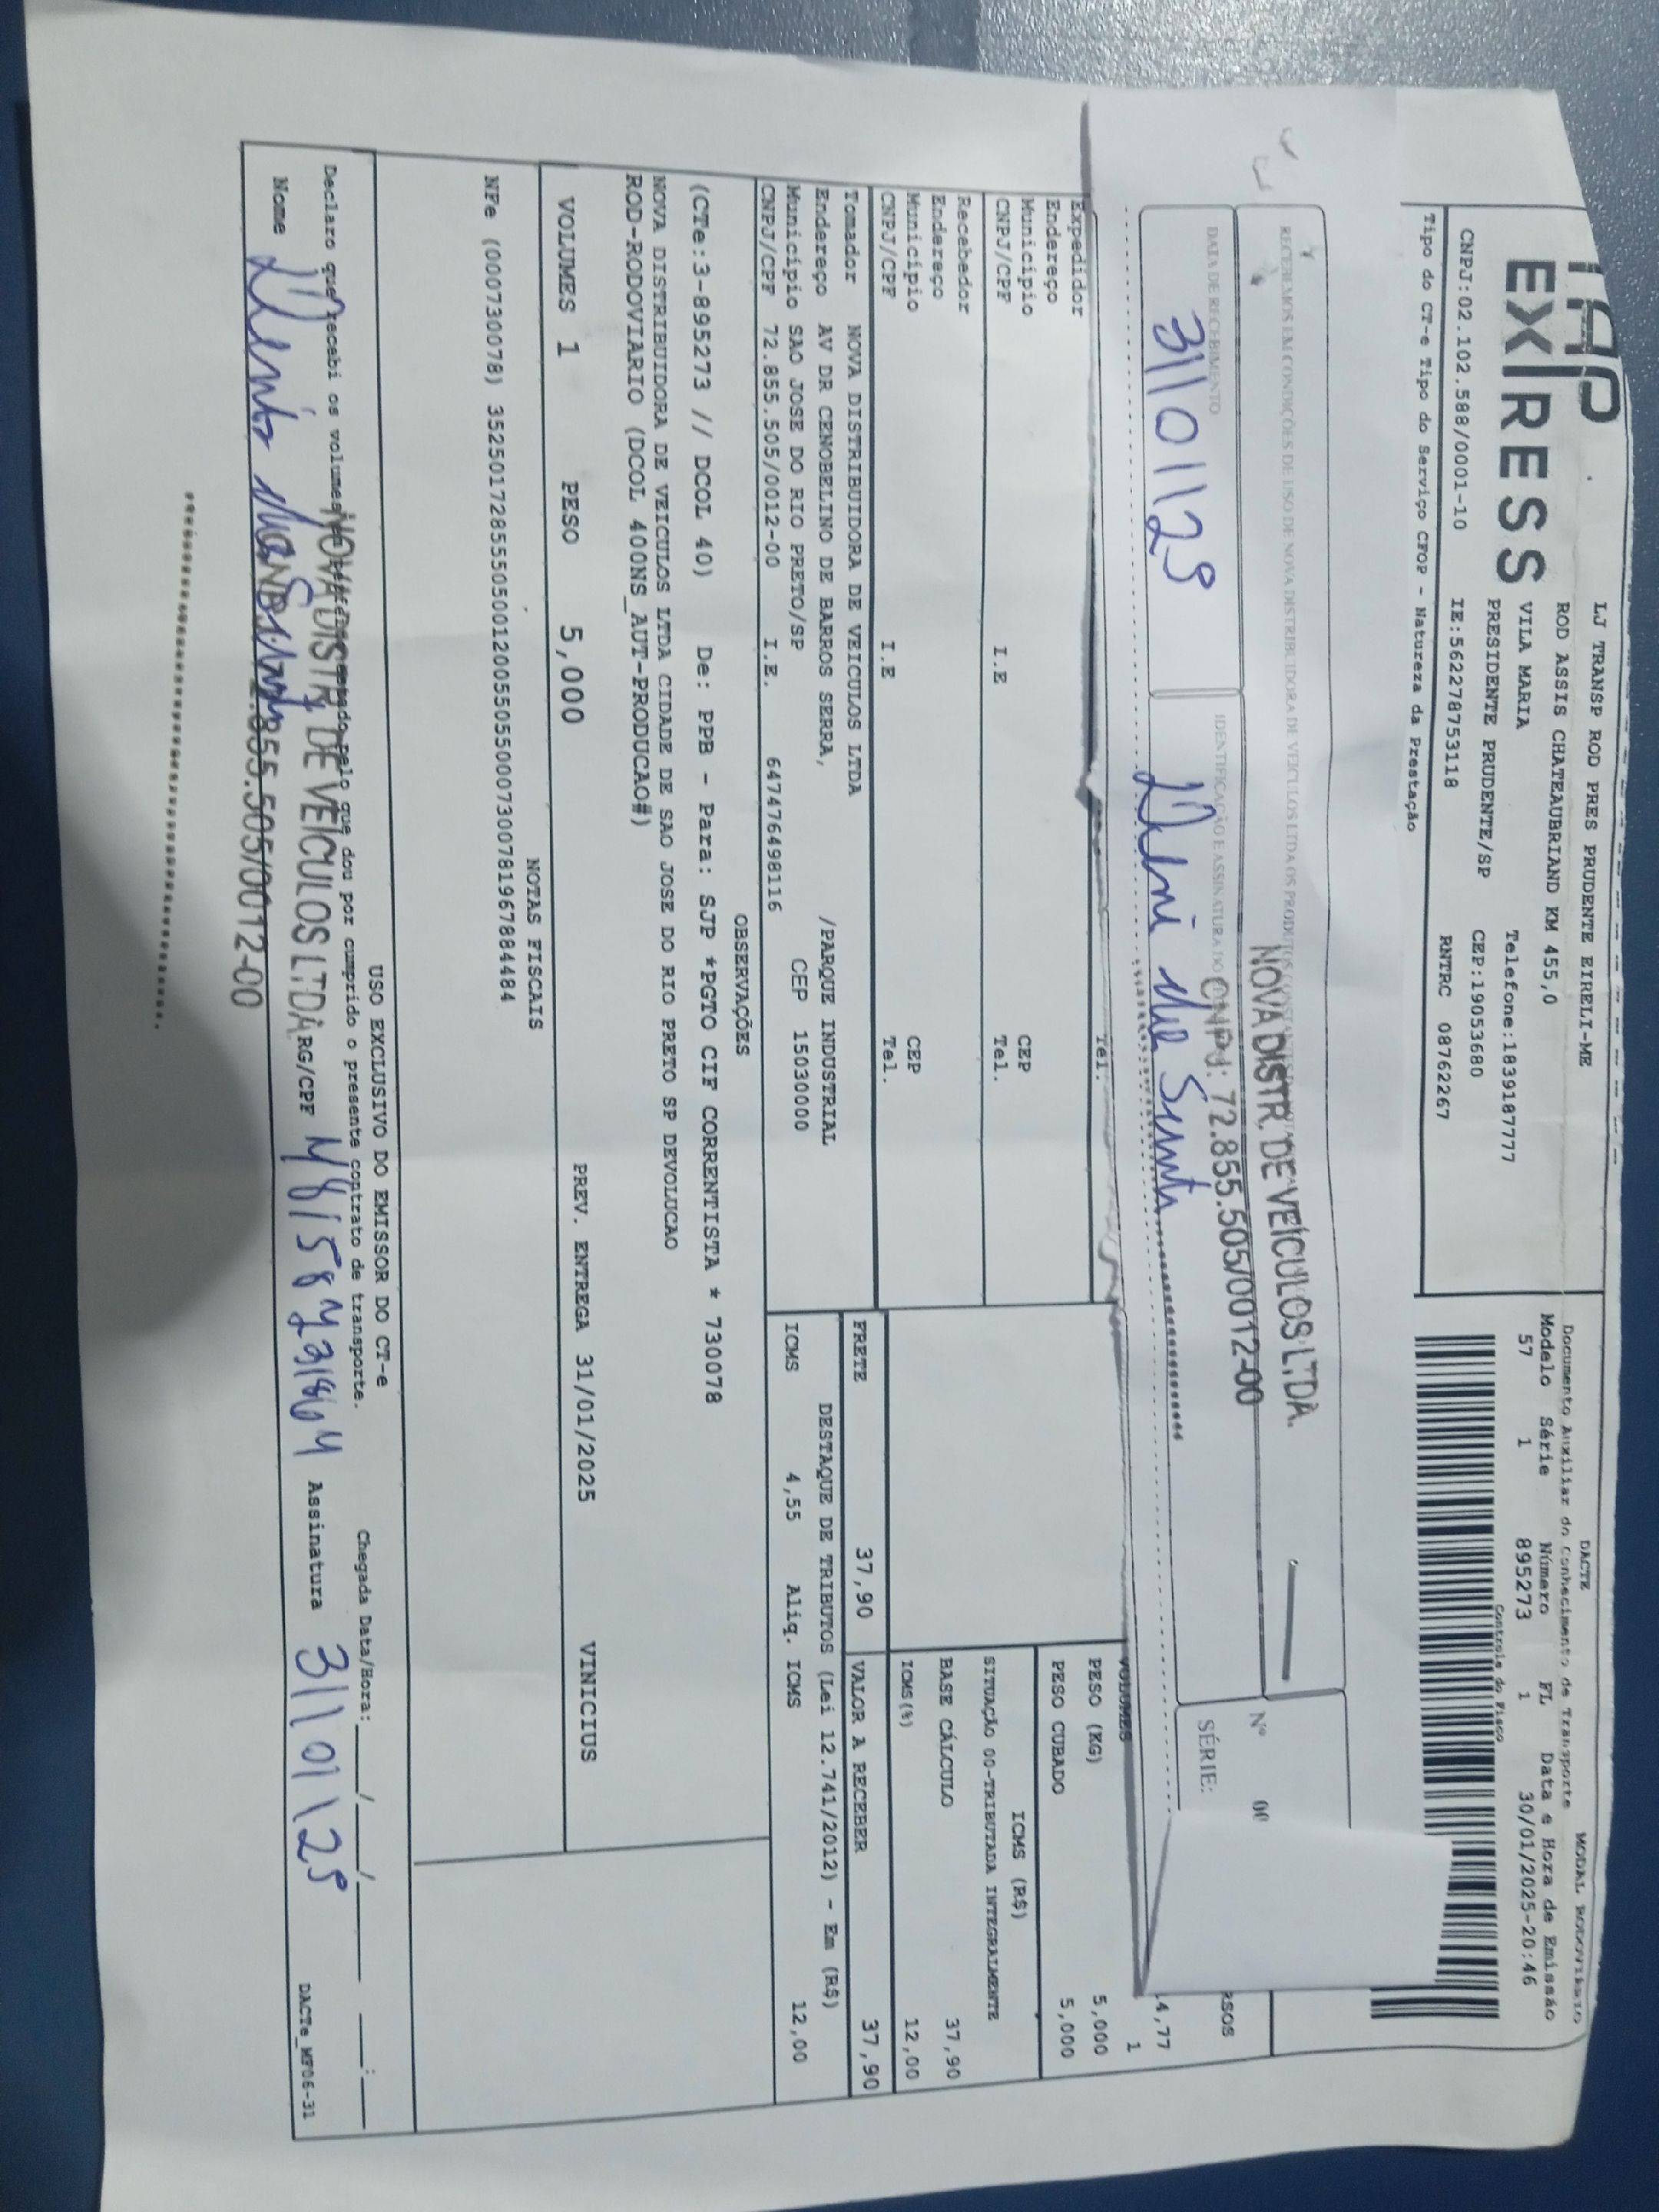 EXPRESS
LJ TRANSP ROD PRES PRUDENTE EIRELI-ME
ROD ASSIS CHATEAUBRIAND KM 455,0
VILA MARIA
Telefone:1839187777
PRESIDENTE PRUDENTE/SP
CEP:19053680
CNPJ:02.102.588/0001-10
IE:562278753118
RNTRC 08762267
Tipo do CT-e Tipo do Serviço CFOP - Natureza da Prestação
DACTE
MODAL RODOVIARIO
Documento Auxiliar do Conhecimento de Transporte
Modelo Série Número FL Data e Hora de Emissão
57 1 895273 1 30/01/2025-20:46
Controle do Fisco
RECEBEMOS EM CONDIÇÕES DE USO DE NOVA DISTRIBUIDORA DE VEICULOS LTDA OS PRODUTOS
NOVA DISTR. DE VEÍCULOS LTDA.
CNPJ: 72.855.505/0012-00
Nº 00
SÉRIE:
DATA DE RECEBIMENTO
IDENTIFICAÇÃO E ASSINATURA DO
31/01/25
RSOS
4,77
VOLUMES 1
PESO (KG) 5,000
PESO CUBADO 5,000
ICMS (R$)
SITUAÇÃO 00-TRIBUTADA INTEGRALMENTE
BASE CÁLCULO 37,90
ICMS(%) 12,00
Tel.
Expedidor
Endereço
Município CEP
CNPJ/CPF I.E Tel.
Recebedor
Endereço
Município CEP
CNPJ/CPF I.E Tel.
FRETE 37,90 VALOR A RECEBER 37,90
Tomador NOVA DISTRIBUIDORA DE VEICULOS LTDA
Endereço AV DR CENOBELINO DE BARROS SERRA, /PARQUE INDUSTRIAL
Município SAO JOSE DO RIO PRETO/SP CEP 15030000
CNPJ/CPF 72.855.505/0012-00 I.E. 647476498116
DESTAQUE DE TRIBUTOS (Lei 12.741/2012) - Em (R$)
ICMS 4,55 Aliq. ICMS 12,00
OBSERVAÇÕES
(CTe:3-895273 // DCOL 40) De: PPB - Para: SJP *PGTO CIF CORRENTISTA * 730078
NOVA DISTRIBUIDORA DE VEICULOS LTDA CIDADE DE SAO JOSE DO RIO PRETO SP DEVOLUCAO
ROD-RODOVIARIO (DCOL 400NS_AUT-PRODUCAO#)
VOLUMES 1 PESO 5,000 PREV. ENTREGA 31/01/2025 VINICIUS
NOTAS FISCAIS
NFe (000730078) 35250172855505001200550550007300781967884484
USO EXCLUSIVO DO EMISSOR DO CT-e
Declaro que recebi os volumes pelo que dou por cumprido o presente contrato de transporte.
Chegada Data/Hora: / / :
NOVA DISTR. DE VEÍCULOS LTDA
855.505/0012-00
Nome
RG/CPF
Assinatura 31/01/25
DACTe_MF06-31